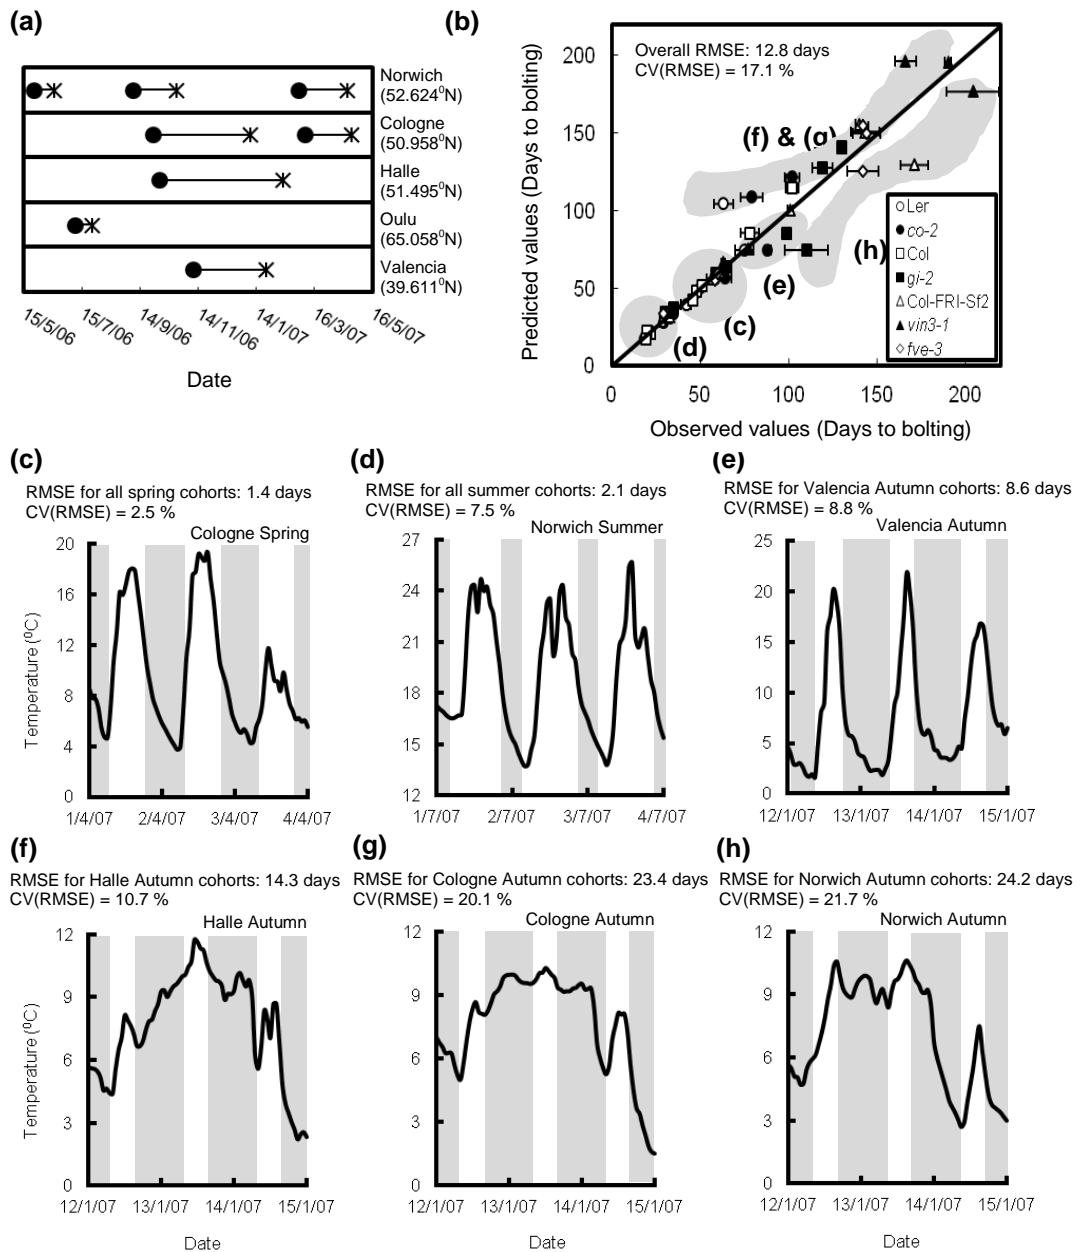 (a)
Norwich
(52.624⁰N)
Cologne
(50.958⁰N)
Halle
(51.495⁰N)
Oulu
(65.058⁰N)
Valencia
(39.611⁰N)
15/5/06
15/7/06
14/9/06
14/11/06
14/1/07
16/3/07
16/5/07
Date
(b)
Overall RMSE: 12.8 days
CV(RMSE) = 17.1 %
Predicted values (Days to bolting)
200
150
100
50
0
(f) & (g)
(h)
(e)
(c)
(d)
Ler
co-2
Col
gi-2
Col-FRI-Sf2
vin3-1
fve-3
0
50
100
150
200
Observed values (Days to bolting)
(c)
RMSE for all spring cohorts: 1.4 days
CV(RMSE) = 2.5 %
Cologne Spring
Temperature (⁰C)
20
16
12
8
4
0
1/4/07
2/4/07
3/4/07
4/4/07
(d)
RMSE for all summer cohorts: 2.1 days
CV(RMSE) = 7.5 %
Norwich Summer
27
24
21
18
15
12
1/7/07
2/7/07
3/7/07
4/7/07
(e)
RMSE for Valencia Autumn cohorts: 8.6 days
CV(RMSE) = 8.8 %
Valencia Autumn
25
20
15
10
5
0
12/1/07
13/1/07
14/1/07
15/1/07
(f)
RMSE for Halle Autumn cohorts: 14.3 days
CV(RMSE) = 10.7 %
Halle Autumn
Temperature (⁰C)
12
9
6
3
0
12/1/07
13/1/07
14/1/07
15/1/07
Date
(g)
RMSE for Cologne Autumn cohorts: 23.4 days
CV(RMSE) = 20.1 %
Cologne Autumn
12
9
6
3
0
12/1/07
13/1/07
14/1/07
15/1/07
Date
(h)
RMSE for Norwich Autumn cohorts: 24.2 days
CV(RMSE) = 21.7 %
Norwich Autumn
12
9
6
3
0
12/1/07
13/1/07
14/1/07
15/1/07
Date